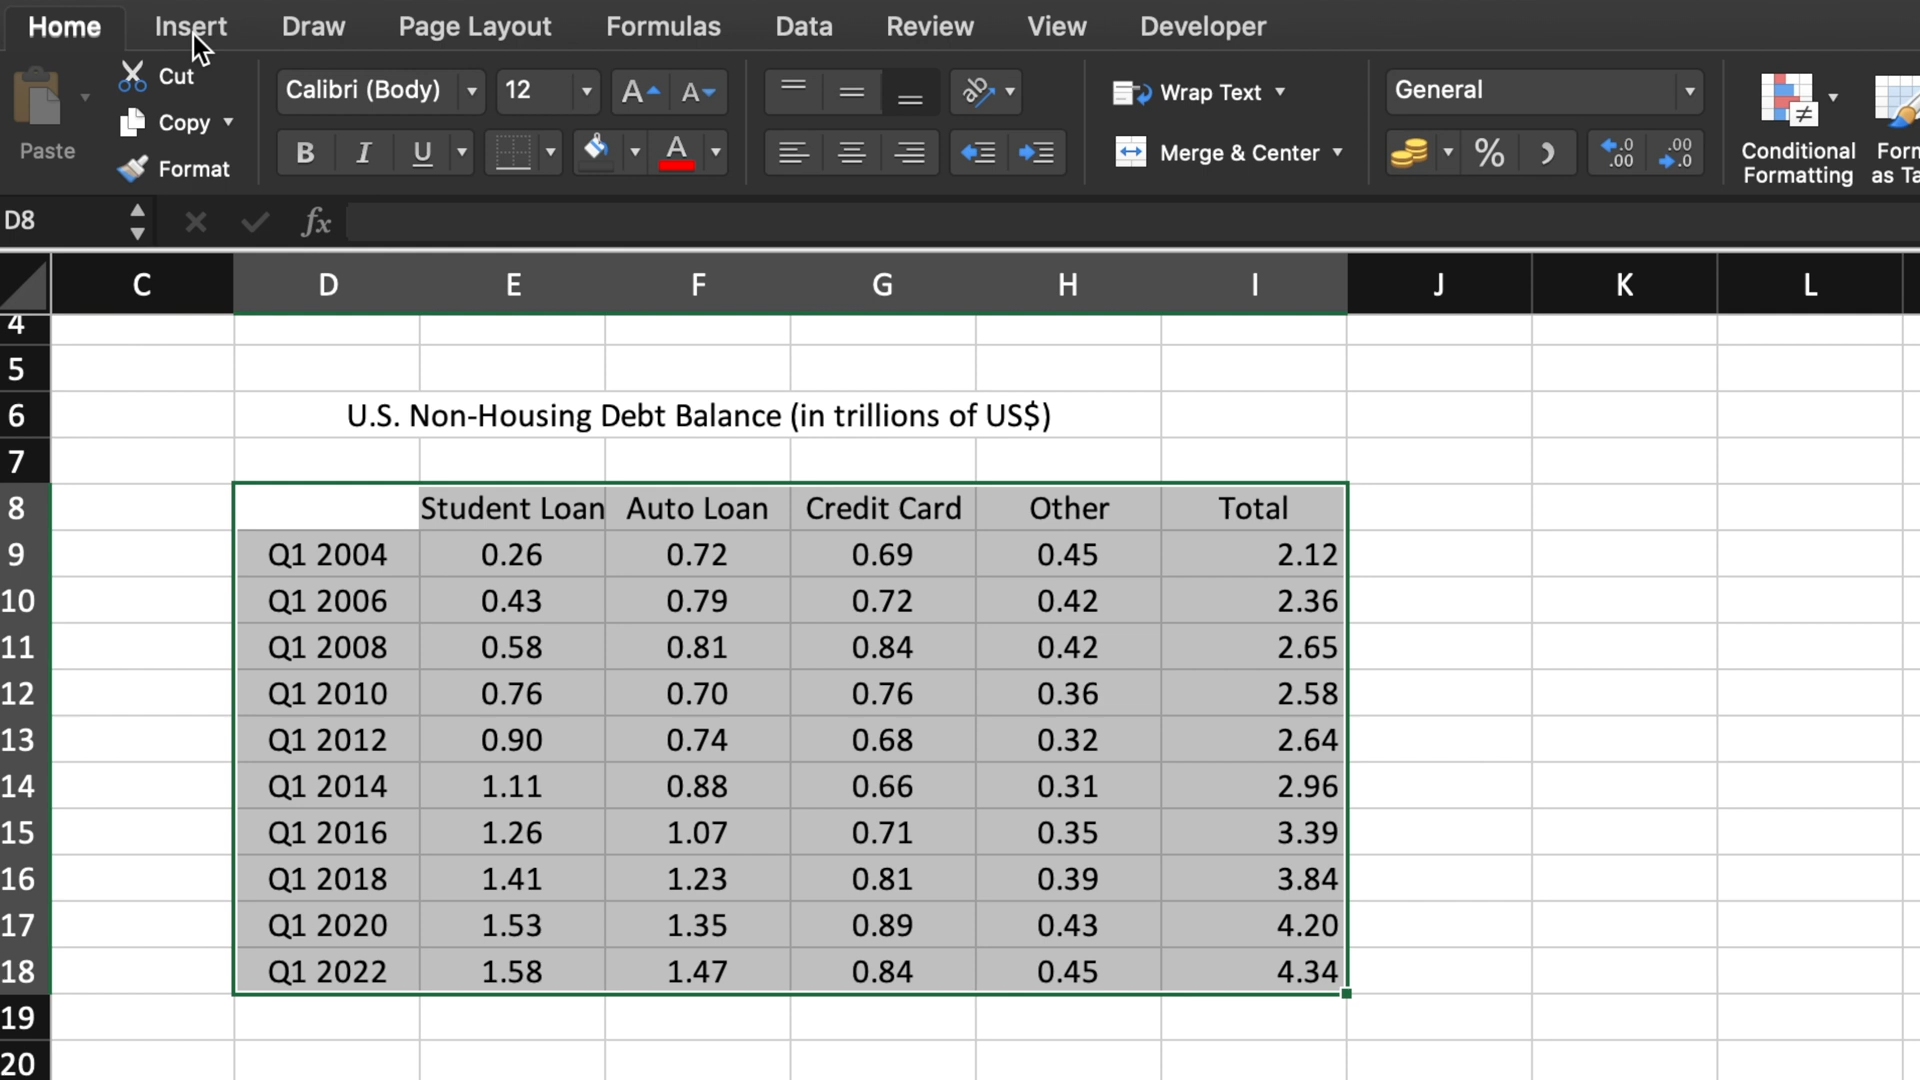 Home Insert Draw Page Layout Formulas Data Review View Developer
Cut
Calibri (Body) 12 A A ab Wrap Text General
Copy
Paste B I U A Merge & Center % .0 .00 .00 .0 Conditional Formatting
Format
D8 fx
C D E F G H I J K L
4
5
6 U.S. Non-Housing Debt Balance (in trillions of US$)
7
8 Student Loan Auto Loan Credit Card Other Total
9 Q1 2004 0.26 0.72 0.69 0.45 2.12
10 Q1 2006 0.43 0.79 0.72 0.42 2.36
11 Q1 2008 0.58 0.81 0.84 0.42 2.65
12 Q1 2010 0.76 0.70 0.76 0.36 2.58
13 Q1 2012 0.90 0.74 0.68 0.32 2.64
14 Q1 2014 1.11 0.88 0.66 0.31 2.96
15 Q1 2016 1.26 1.07 0.71 0.35 3.39
16 Q1 2018 1.41 1.23 0.81 0.39 3.84
17 Q1 2020 1.53 1.35 0.89 0.43 4.20
18 Q1 2022 1.58 1.47 0.84 0.45 4.34
19
20